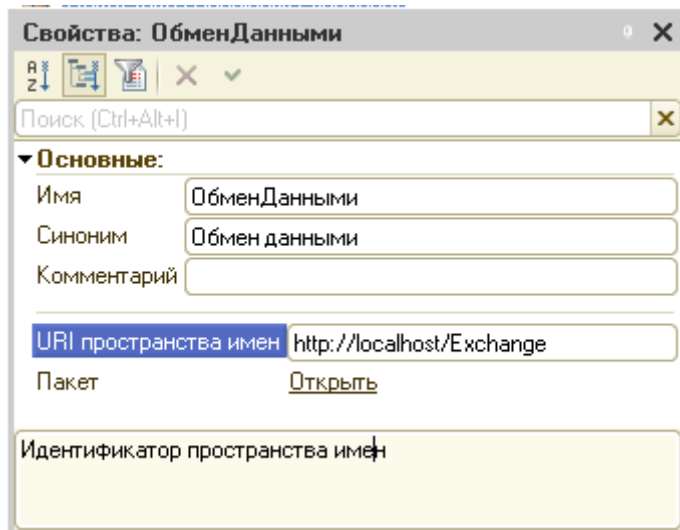 Свойства: ОбменДанными
Поиск (Ctrl+Alt+I)
Основные:
Имя ОбменДанными
Синоним Обмен данными
Комментарий
URI пространства имен http://localhost/Exchange
Пакет Открыть
Идентификатор пространства имен